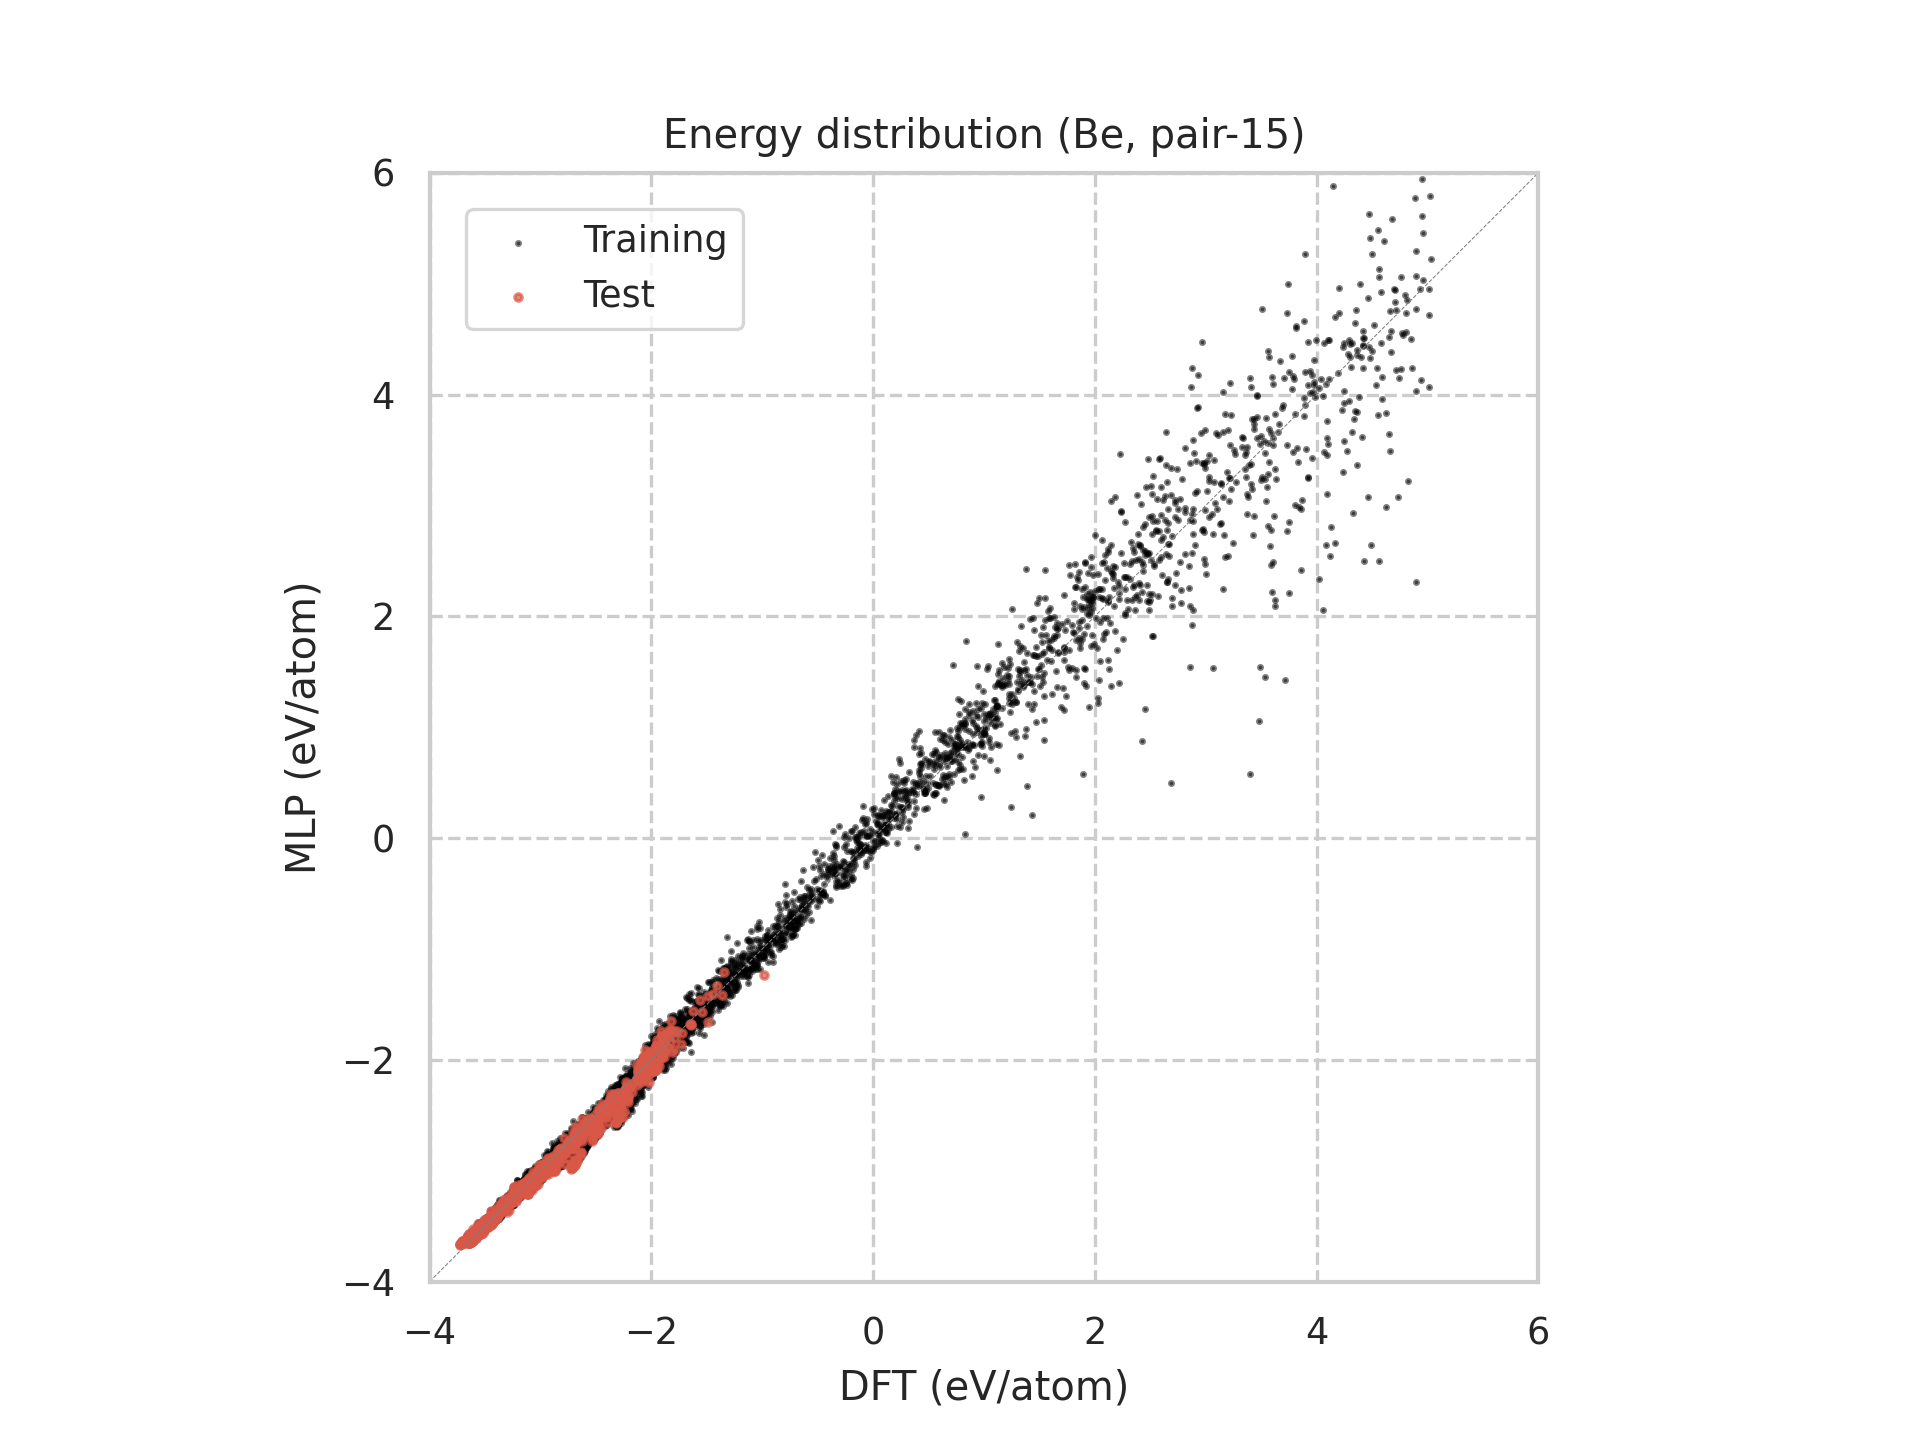 Energy distribution (Be, pair-15)
Training
Test
6
4
2
0
−2
−4
−4
−2
0
2
4
6
MLP (eV/atom)
DFT (eV/atom)